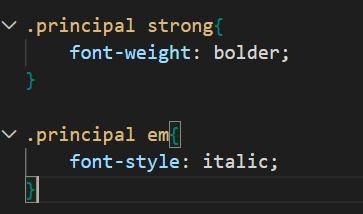 .principal strong{
    font-weight: bolder;
}

.principal em{
    font-style: italic;
}